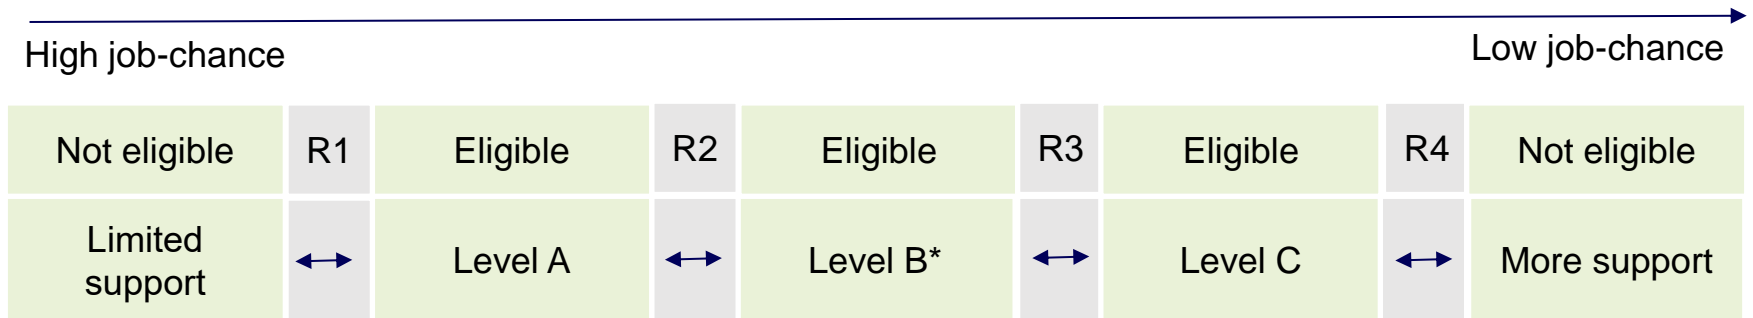 High job-chance
Low job-chance
Not eligible R1 Eligible R2 Eligible R3 Eligible R4 Not eligible
Limited
support
Level A Level B* Level C More support